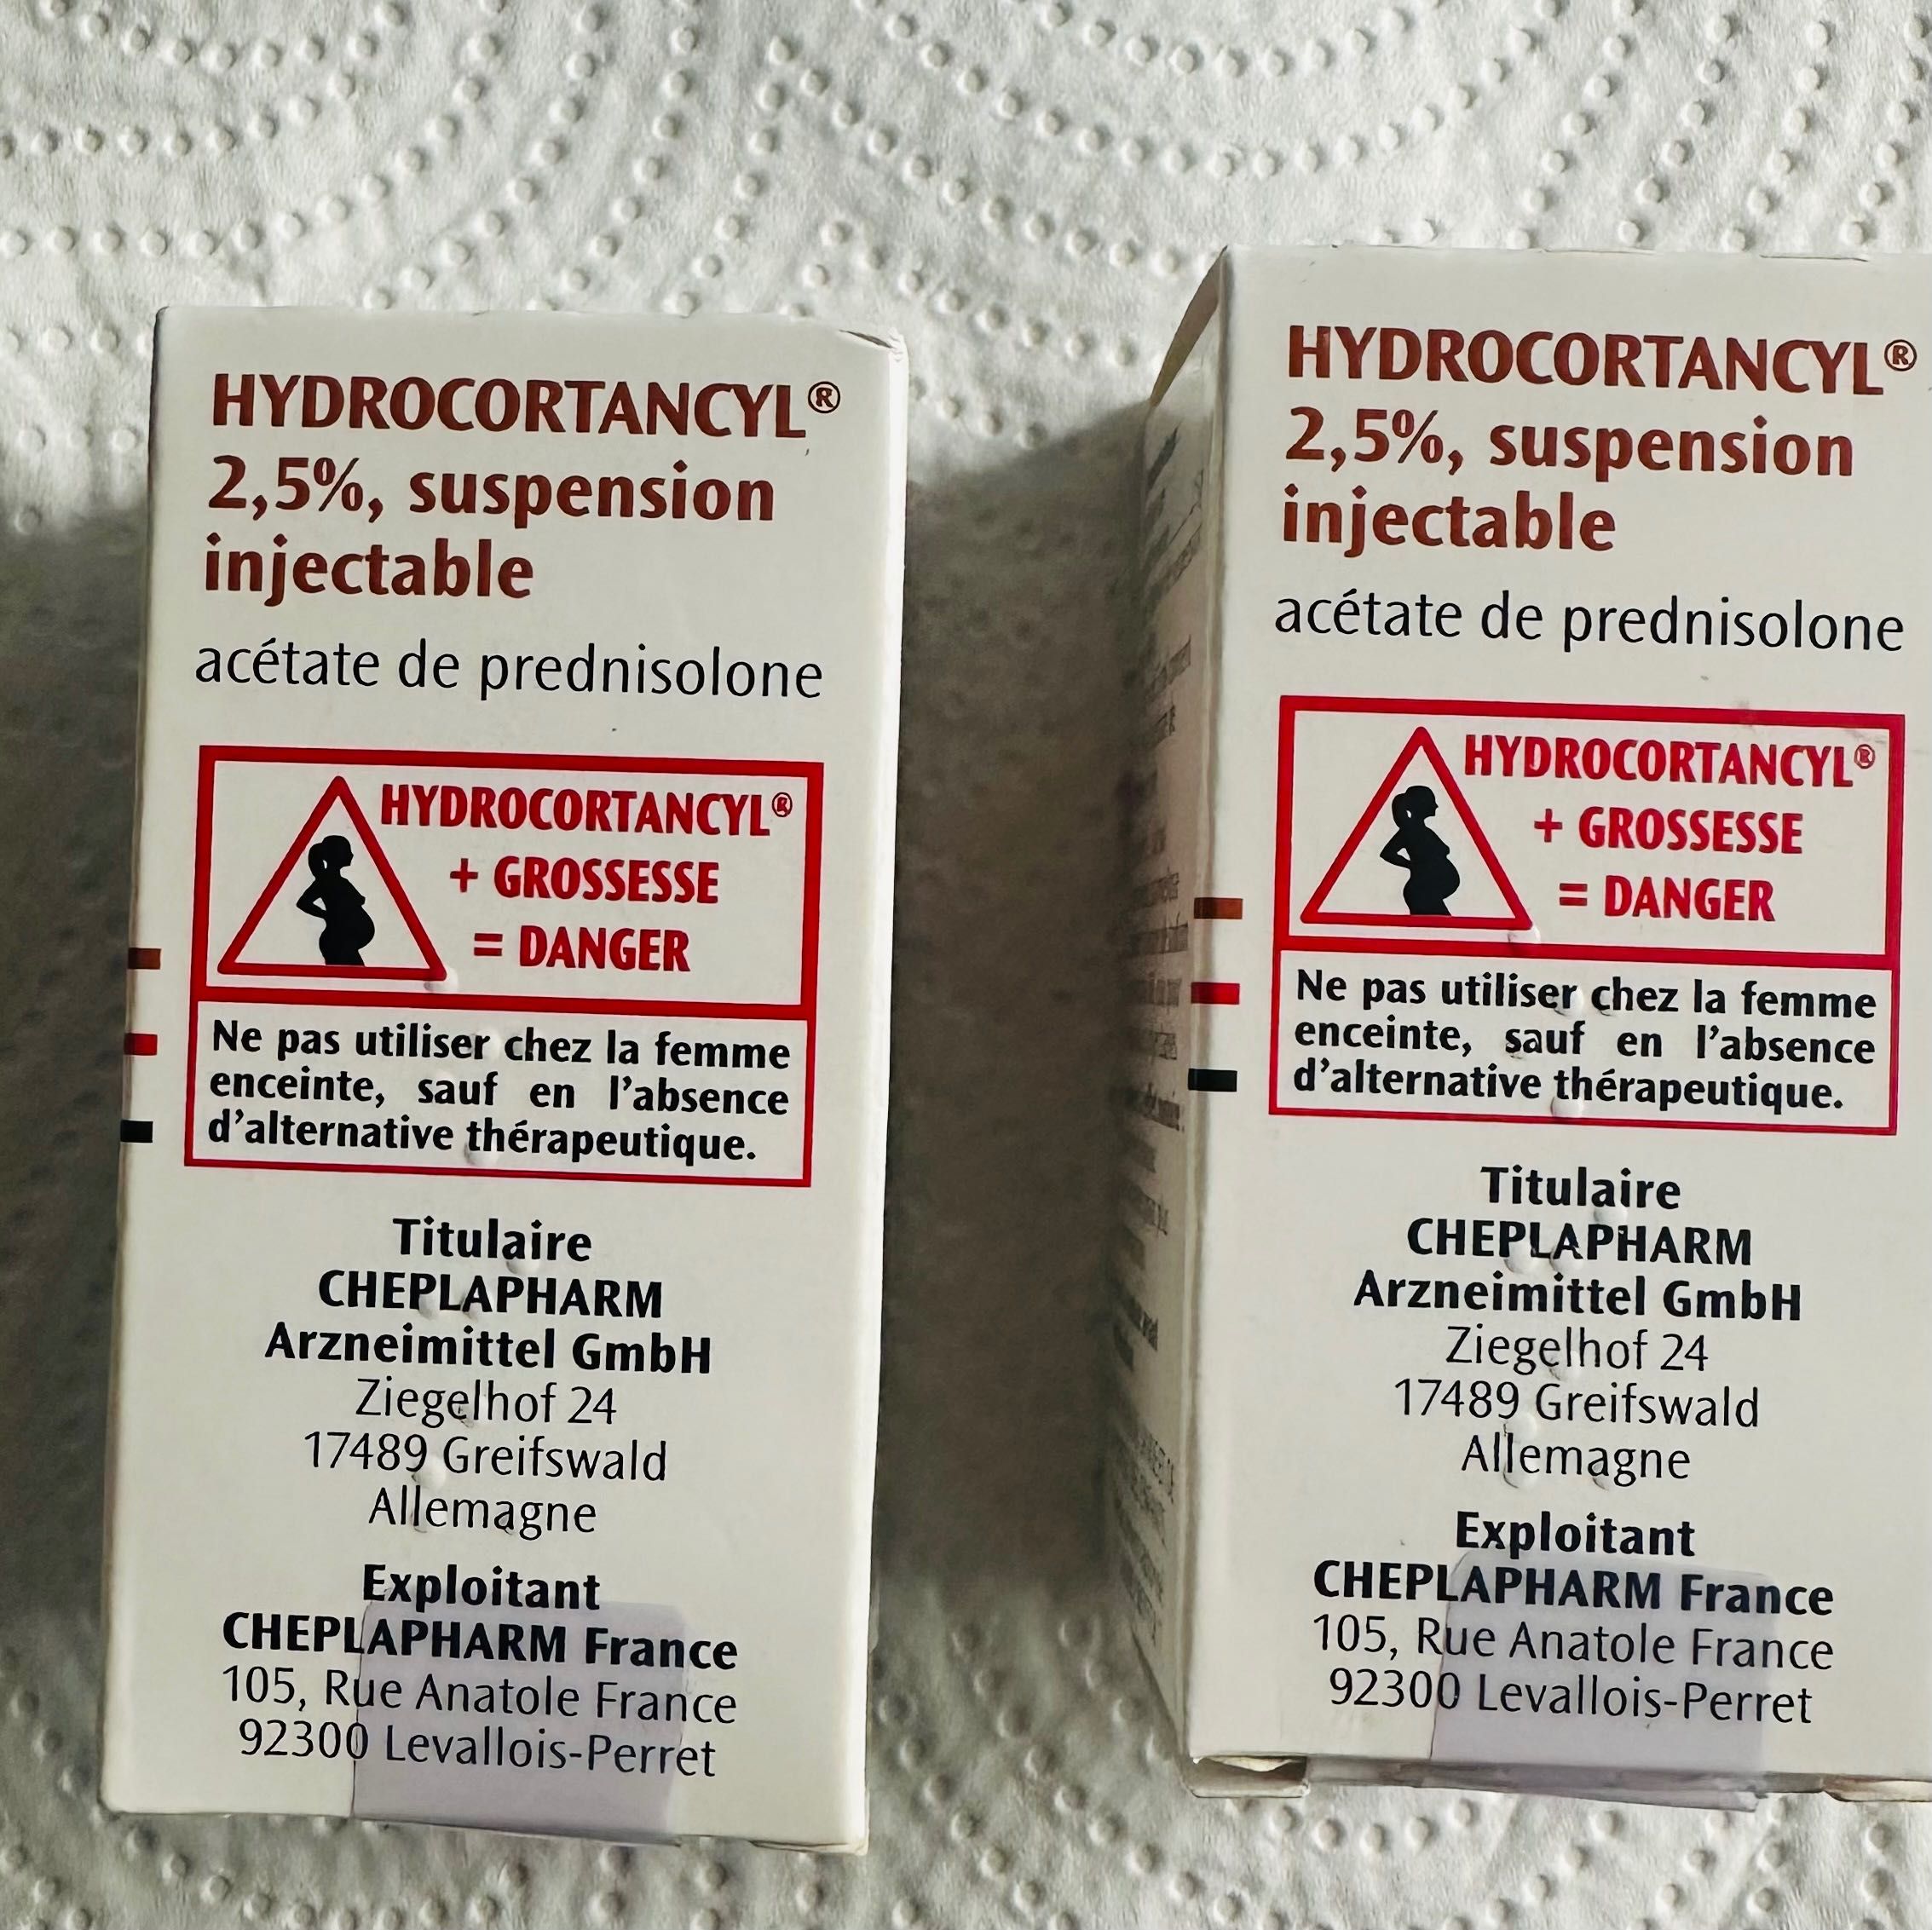 HYDROCORTANCYL®
2,5%, suspension
injectable
acétate de prednisolone
HYDROCORTANCYL®
+ GROSSESSE
= DANGER
Ne pas utiliser chez la femme
enceinte, sauf en l'absence
d'alternative thérapeutique.
Titulaire
CHEPLAPHARM
Arzneimittel GmbH
Ziegelhof 24
17489 Greifswald
Allemagne
Exploitant
CHEPLAPHARM France
105, Rue Anatole France
92300 Levallois-Perret
HYDROCORTANCYL®
2,5%, suspension
injectable
acétate de prednisolone
HYDROCORTANCYL®
+ GROSSESSE
= DANGER
Ne pas utiliser chez la femme
enceinte, sauf en l'absence
d'alternative thérapeutique.
Titulaire
CHEPLAPHARM
Arzneimittel GmbH
Ziegelhof 24
17489 Greifswald
Allemagne
Exploitant
CHEPLAPHARM France
105, Rue Anatole France
92300 Levallois-Perret